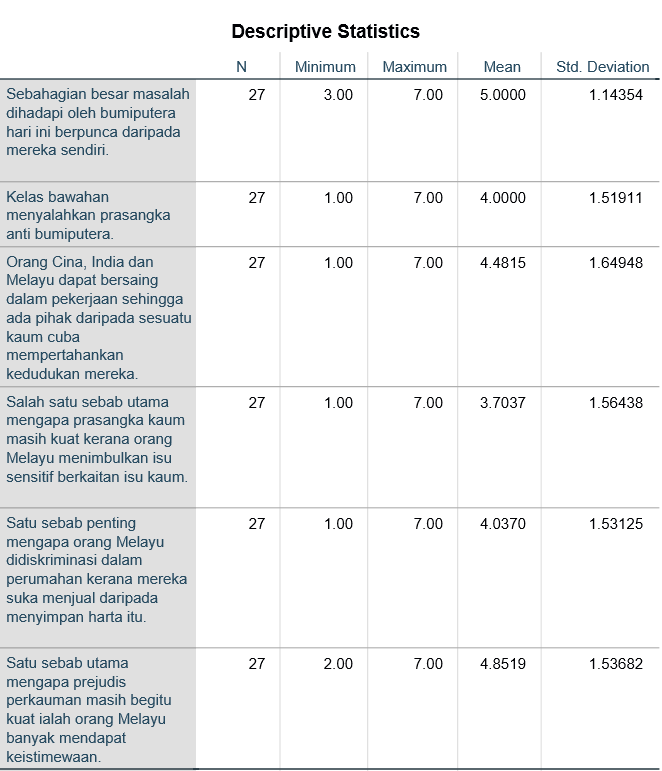 Descriptive Statistics
N Minimum Maximum Mean Std. Deviation
Sebahagian besar masalah 27 3.00 7.00 5.0000 1.14354
dihadapi oleh bumiputera
hari ini berpunca daripada
mereka sendiri.
Kelas bawahan 27 1.00 7.00 4.0000 1.51911
menyalahkan prasangka
anti bumiputera.
Orang Cina, India dan 27 1.00 7.00 4.4815 1.64948
Melayu dapat bersaing
dalam pekerjaan sehingga
ada pihak daripada sesuatu
kaum cuba
mempertahankan
kedudukan mereka.
Salah satu sebab utama 27 1.00 7.00 3.7037 1.56438
mengapa prasangka kaum
masih kuat kerana orang
Melayu menimbulkan isu
sensitif berkaitan isu kaum.
Satu sebab penting 27 1.00 7.00 4.0370 1.53125
mengapa orang Melayu
didiskriminasi dalam
perumahan kerana mereka
suka menjual daripada
menyimpan harta itu.
Satu sebab utama 27 2.00 7.00 4.8519 1.53682
mengapa prejudis
perkauman masih begitu
kuat ialah orang Melayu
banyak mendapat
keistimewaan.